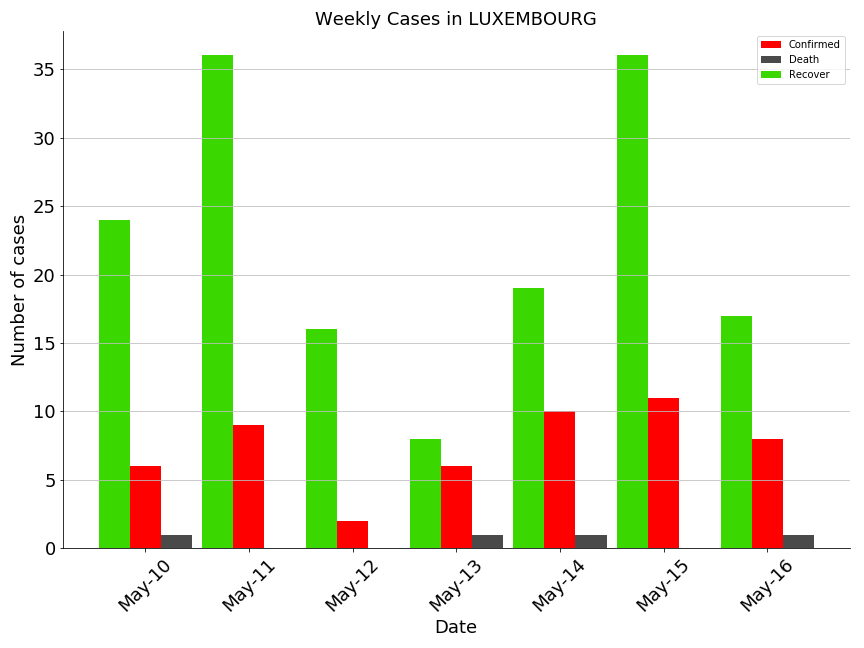 Weekly Cases in LUXEMBOURG
Confirmed
Death
Recover
Number of cases
35
30
25
20
15
10
5
0
May-10
May-11
May-12
May-13
May-14
May-15
May-16
Date